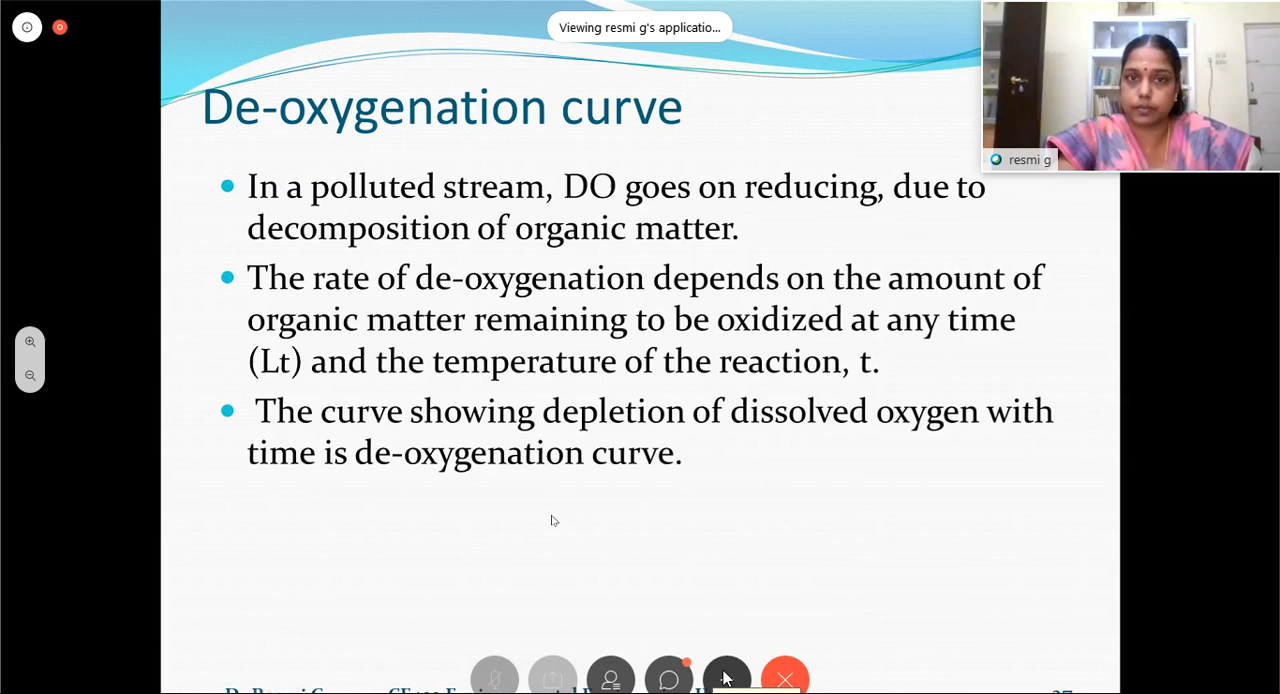 Viewing resmi g's applicatio...
resmi g
De-oxygenation curve
In a polluted stream, DO goes on reducing, due to
decomposition of organic matter.
The rate of de-oxygenation depends on the amount of
organic matter remaining to be oxidized at any time
(Lt) and the temperature of the reaction, t.
The curve showing depletion of dissolved oxygen with
time is de-oxygenation curve.